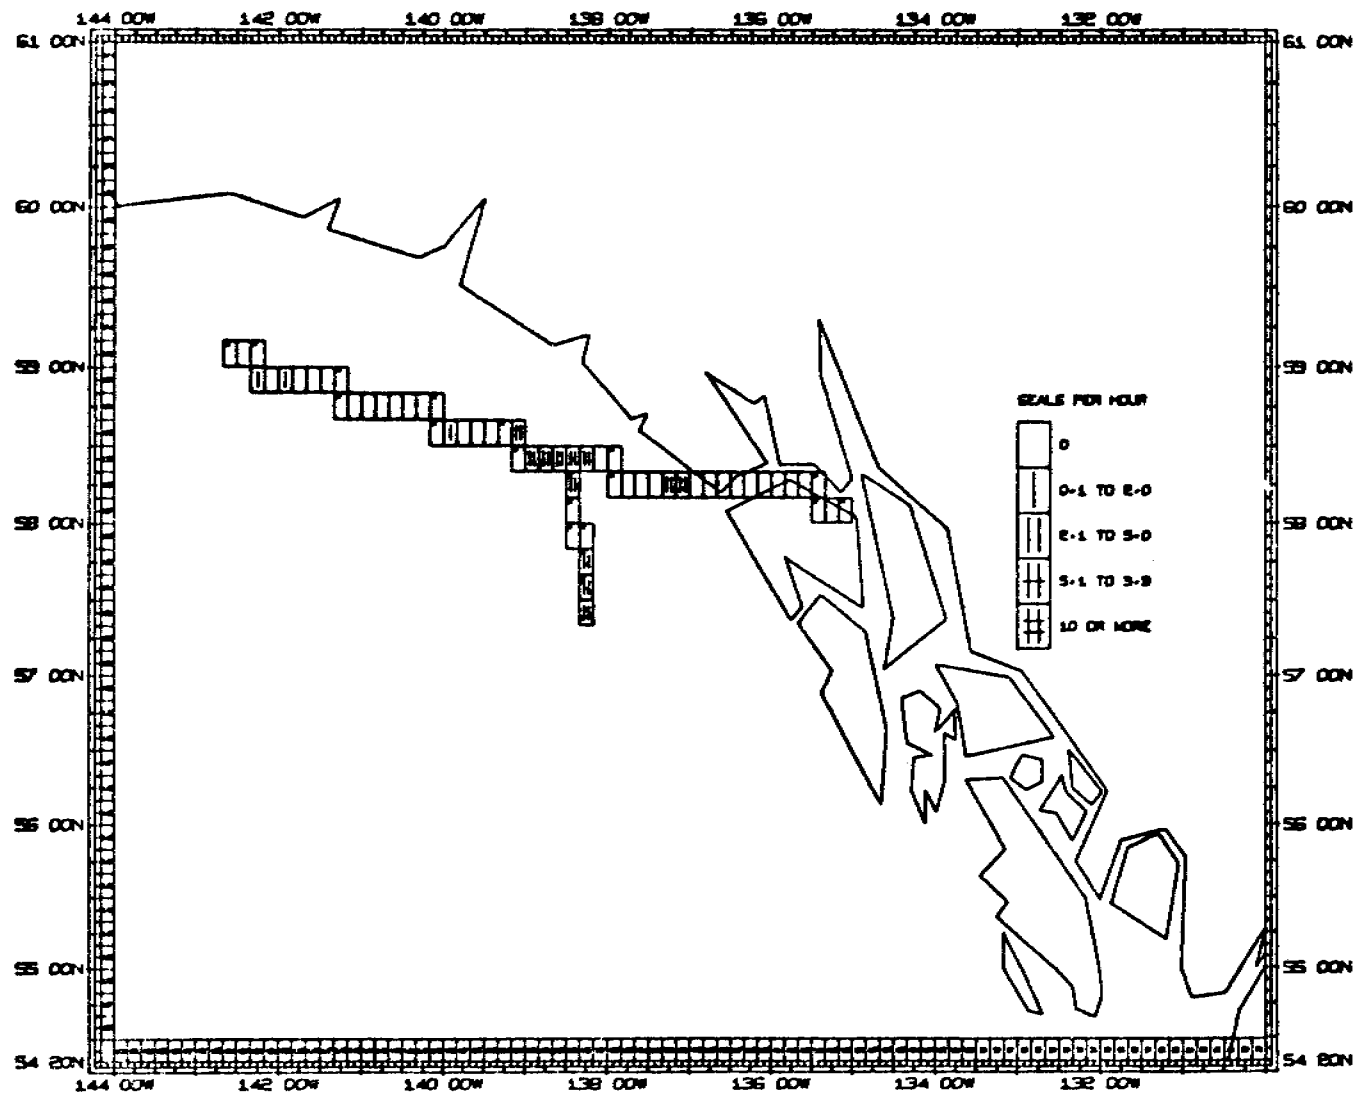 144 00W 142 00W 140 00W 138 00W 136 00W 134 00W 132 00W
61 00N 61 00N
60 00N 60 00N
59 00N 59 00N
SEALS PER HOUR
0
0.1 TO 2.0
58 00N 58 00N
2.1 TO 5.0
5.1 TO 9.9
10 OR MORE
57 00N 57 00N
56 00N 56 00N
55 00N 55 00N
54 20N 54 20N
144 00W 142 00W 140 00W 138 00W 136 00W 134 00W 132 00W